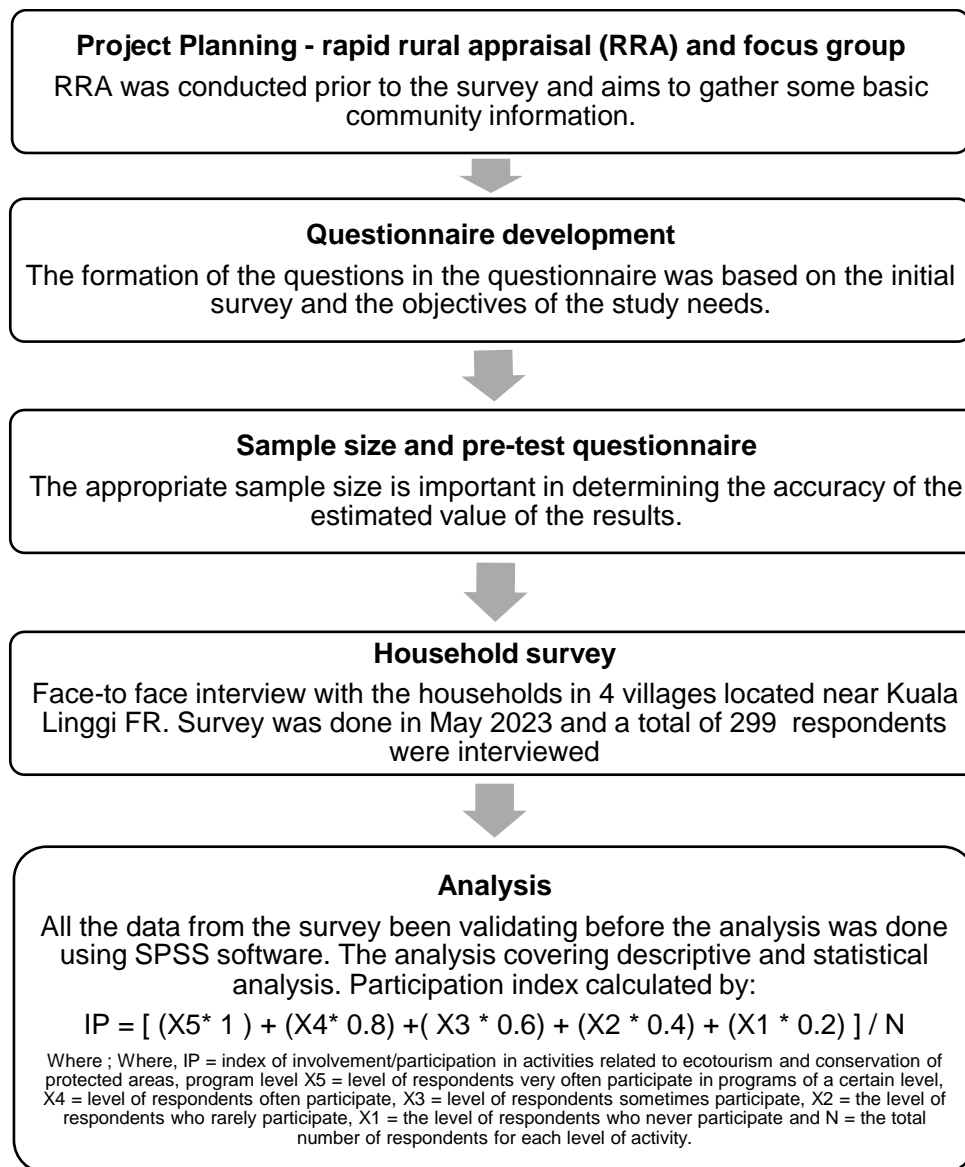 Project Planning - rapid rural appraisal (RRA) and focus group
RRA was conducted prior to the survey and aims to gather some basic
community information.
Questionnaire development
The formation of the questions in the questionnaire was based on the initial
survey and the objectives of the study needs.
Sample size and pre-test questionnaire
The appropriate sample size is important in determining the accuracy of the
estimated value of the results.
Household survey
Face-to face interview with the households in 4 villages located near Kuala
Linggi FR. Survey was done in May 2023 and a total of 299 respondents
were interviewed
Analysis
All the data from the survey been validating before the analysis was done
using SPSS software. The analysis covering descriptive and statistical
analysis. Participation index calculated by:
IP = [ (X5* 1 ) + (X4* 0.8) +( X3 * 0.6) + (X2 * 0.4) + (X1 * 0.2) ] / N
Where ; Where, IP = index of involvement/participation in activities related to ecotourism and conservation of
protected areas, program level X5 = level of respondents very often participate in programs of a certain level,
X4 = level of respondents often participate, X3 = level of respondents sometimes participate, X2 = the level of
respondents who rarely participate, X1 = the level of respondents who never participate and N = the total
number of respondents for each level of activity.